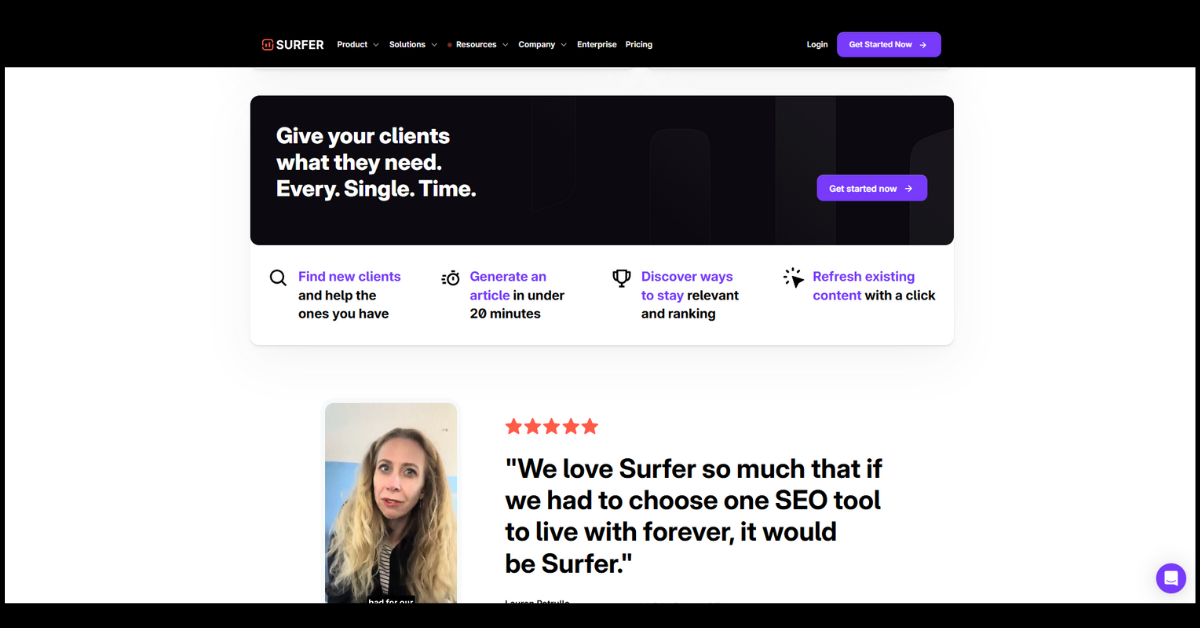 SURFER Product Solutions Resources Company Enterprise Pricing Login Get Started Now
Give your clients
what they need.
Every. Single. Time.
Get started now
Find new clients
and help the
ones you have
Generate an
article in under
20 minutes
Discover ways
to stay relevant
and ranking
Refresh existing
content with a click
"We love Surfer so much that if
we had to choose one SEO tool
to live with forever, it would
be Surfer."
had for our